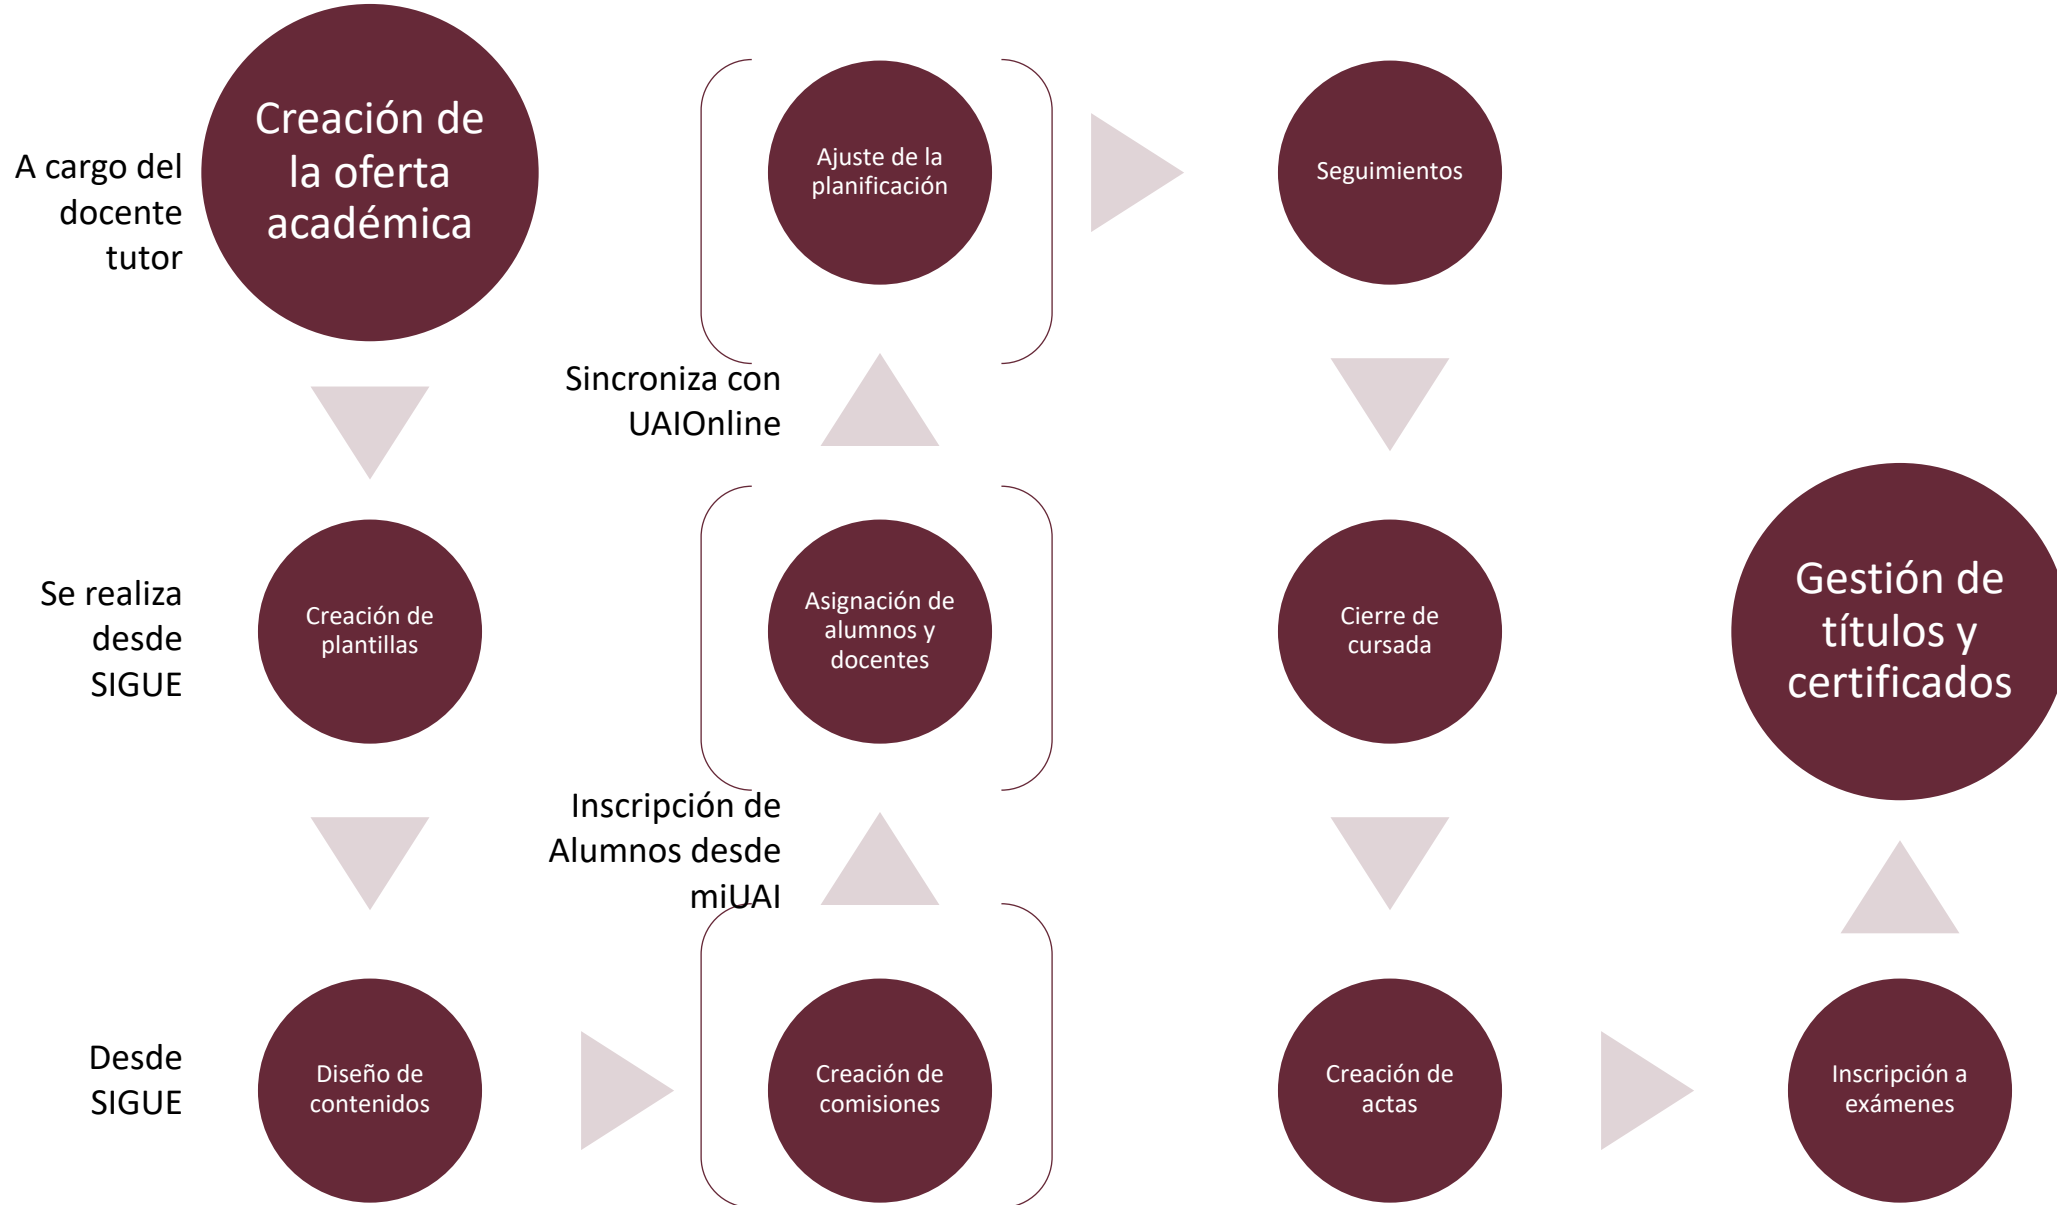 A cargo del
docente
tutor
Creación de
la oferta
académica
Se realiza
desde
SIGUE
Creación de
plantillas
Desde
SIGUE
Diseño de
contenidos
Creación de
comisiones
Inscripción de
Alumnos desde
miUAI
Asignación de
alumnos y
docentes
Sincroniza con
UAIOnline
Ajuste de la
planificación
Seguimientos
Cierre de
cursada
Creación de
actas
Inscripción a
exámenes
Gestión de
títulos y
certificados